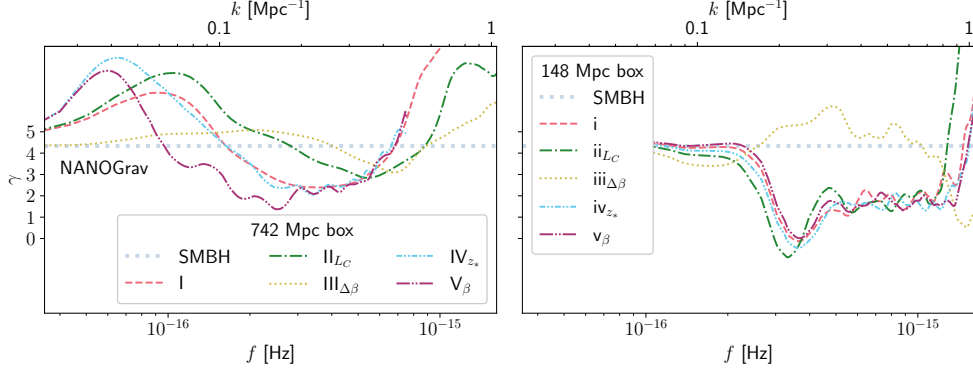 k [Mpc⁻¹]
0.1
1
5
4
3
2
1
0
γ
NANOGrav
742 Mpc box
SMBH
I
II_{L_C}
III_{Δβ}
IV_{z_*}
V_β
10⁻¹⁶
10⁻¹⁵
f [Hz]
k [Mpc⁻¹]
0.1
1
148 Mpc box
SMBH
i
ii_{L_C}
iii_{Δβ}
iv_{z_*}
v_β
10⁻¹⁶
10⁻¹⁵
f [Hz]